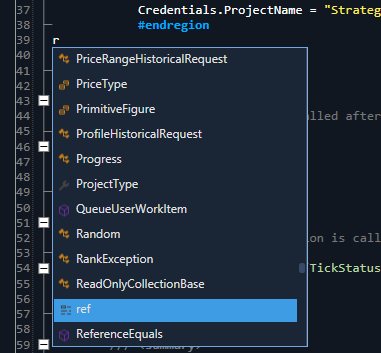 37 Credentials.ProjectName = "Strateg
38 #endregion
39 r
40 PriceRangeHistoricalRequest
41 PriceType
42 PrimitiveFigure
43 alled after
44 ProfileHistoricalRequest
45
46 Progress
47 ProjectType
48
49 QueueUserWorkItem
50 Random
51
52 RankException ion is call
53
54 ReadOnlyCollectionBase TickStatus
55
56 ref
57
58 ReferenceEquals
59 /// <summary>